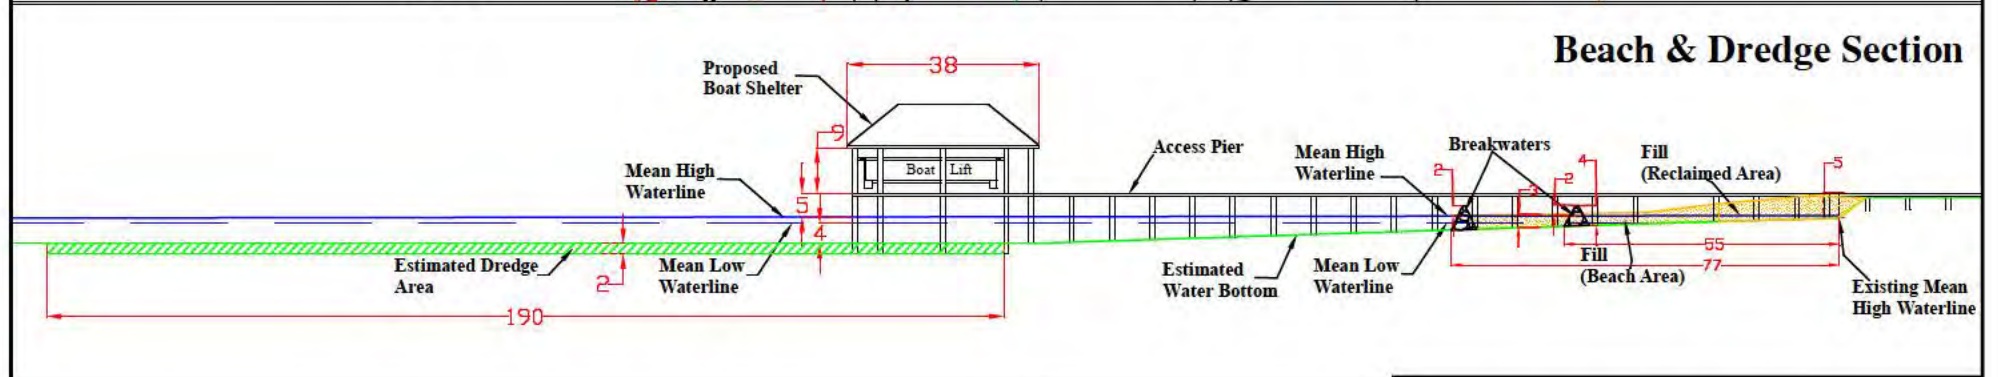 Beach & Dredge Section
38
Proposed
Boat Shelter
9
Access Pier
Mean High
Waterline
Breakwaters
Fill
(Reclaimed Area)
2
4
5
Mean High
Waterline
Boat Lift
2
3
5
4
Estimated Dredge
Area
2
Mean Low
Waterline
Estimated
Water Bottom
Mean Low
Waterline
55
77
Fill
(Beach Area)
Existing Mean
High Waterline
190